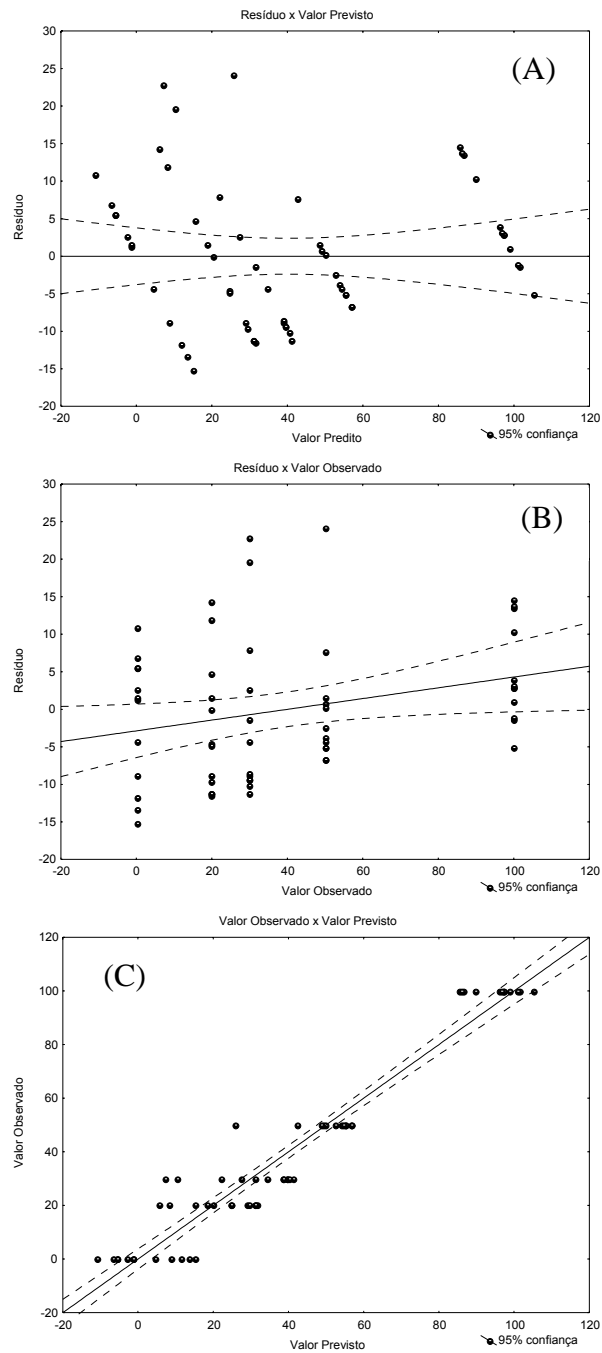 Resíduo x Valor Previsto
(A)
30
25
20
15
10
5
0
-5
-10
-15
-20
Resíduo
-20 0 20 40 60 80 100 120
Valor Predito
95% confiança
Resíduo x Valor Observado
(B)
30
25
20
15
10
5
0
-5
-10
-15
-20
Resíduo
-20 0 20 40 60 80 100 120
Valor Observado
95% confiança
Valor Observado x Valor Previsto
(C)
120
100
80
60
40
20
0
-20
Valor Observado
-20 0 20 40 60 80 100 120
Valor Previsto
95% confiança